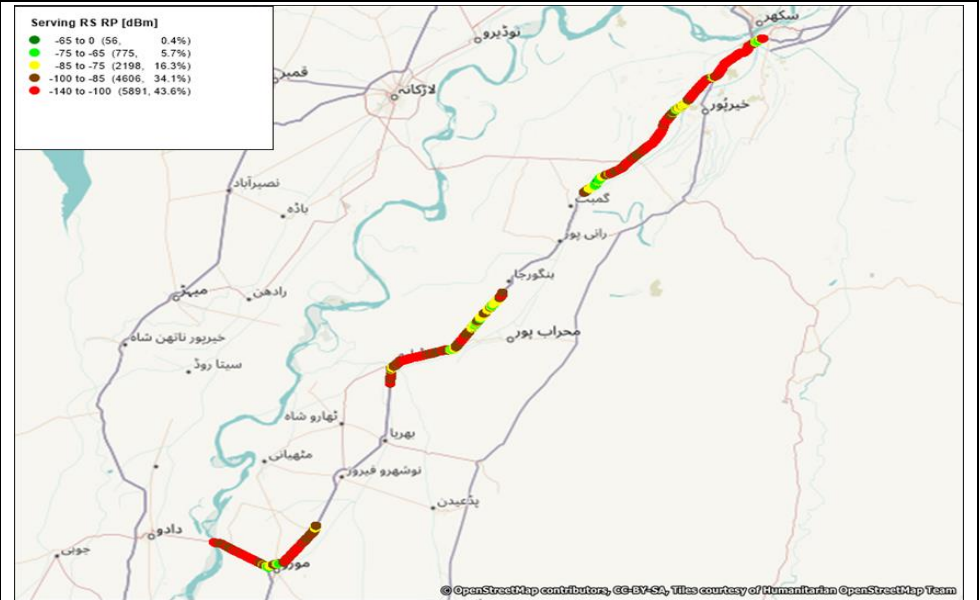 Serving RS RP [dBm]
-65 to 0 (56, 0.4%)
-75 to -65 (775, 5.7%)
-85 to -75 (2198, 16.3%)
-100 to -85 (4606, 34.1%)
-140 to -100 (5891, 43.6%)
سکھر
نوڈیرو
قمبر
لاڑکانہ
خیرپُور
نصیرآباد
باڈہ
گمبٹ
رانی پور
ہنگورجا
میہڑ
رادھن
محراب پور
خیرپور ناتھن شاہ
سیتا روڈ
ٹھارو شاہ
بھریا
مٹھیانی
نوشهرو فیروز
پڈعیدن
دادو
جوہی
مورو
© OpenStreetMap contributors, CC-BY-SA, Tiles courtesy of Humanitarian OpenStreetMap Team